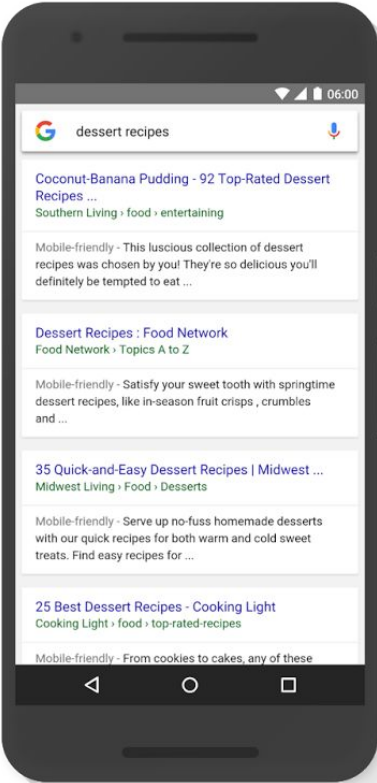 06:00
dessert recipes
Coconut-Banana Pudding - 92 Top-Rated Dessert
Recipes ...
Southern Living › food › entertaining
Mobile-friendly - This luscious collection of dessert
recipes was chosen by you! They're so delicious you'll
definitely be tempted to eat ...
Dessert Recipes : Food Network
Food Network › Topics A to Z
Mobile-friendly - Satisfy your sweet tooth with springtime
dessert recipes, like in-season fruit crisps , crumbles
and ...
35 Quick-and-Easy Dessert Recipes | Midwest ...
Midwest Living › Food › Desserts
Mobile-friendly - Serve up no-fuss homemade desserts
with our quick recipes for both warm and cold sweet
treats. Find easy recipes for ...
25 Best Dessert Recipes - Cooking Light
Cooking Light › food › top-rated-recipes
Mobile-friendly - From cookies to cakes, any of these